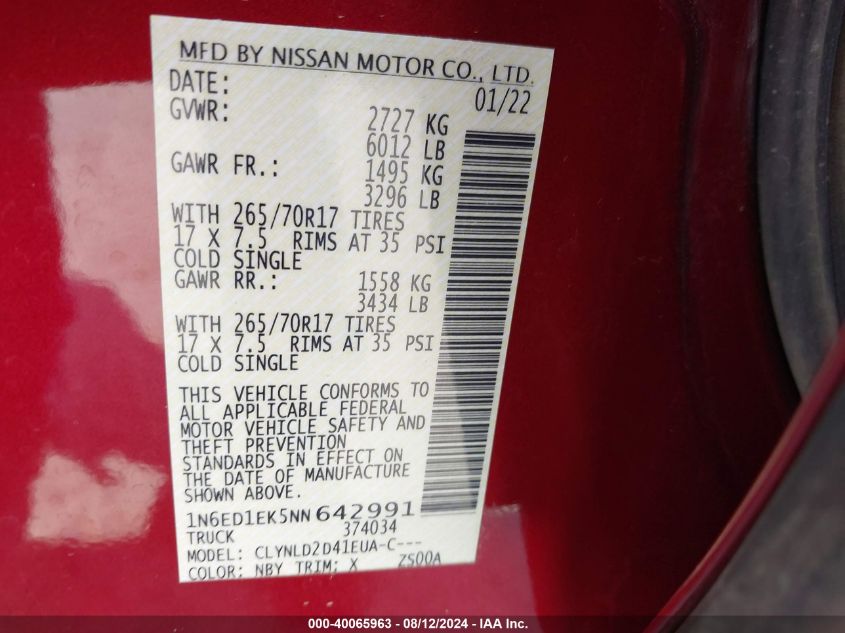 MFD BY NISSAN MOTOR CO., LTD.
DATE: 01/22
GVWR: 2727 KG
6012 LB
GAWR FR.: 1495 KG
3296 LB
WITH 265/70R17 TIRES
17 X 7.5 RIMS AT 35 PSI
COLD SINGLE
GAWR RR.: 1558 KG
3434 LB
WITH 265/70R17 TIRES
17 X 7.5 RIMS AT 35 PSI
COLD SINGLE
THIS VEHICLE CONFORMS TO
ALL APPLICABLE FEDERAL
MOTOR VEHICLE SAFETY AND
THEFT PREVENTION
STANDARDS IN EFFECT ON
THE DATE OF MANUFACTURE
SHOWN ABOVE.
1N6ED1EK5NN642991
TRUCK 374034
MODEL: CLYNLD2D41EUA-C---
COLOR: NBY TRIM: X ZS00A
000-40065963 - 08/12/2024 - IAA Inc.